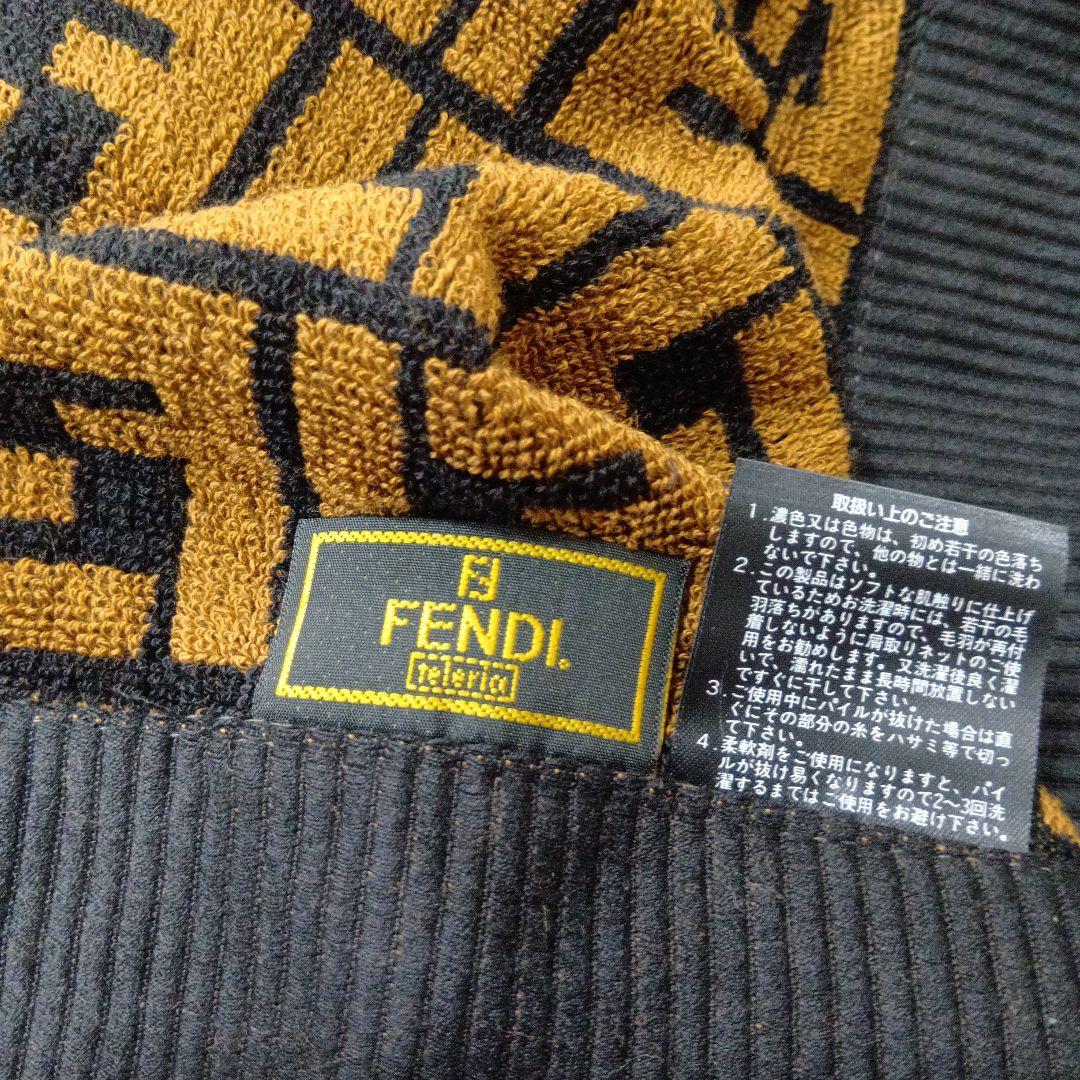 FENDI.
teleria
取扱い上のご注意
1.濃色又は色物は、初め若干の色落ち
しますので、他の物とは一緒に洗わ
ないで下さい。
2.この製品はソフトな肌触りに仕上げ
ているためお洗濯時には、若干の毛
羽落ちがありますので、毛羽が再付
着しないように屑取りネットのご使
用をお勧めします。又洗濯後良く濯
いで、濡れたまま長時間放置しない
ですぐに干して下さい。
3.ご使用中にパイルが抜けた場合は直
ぐにその部分の糸をハサミ等で切っ
て下さい。
4.柔軟剤をご使用になりますと、パイ
ルが抜け易くなりますので2〜3回洗
濯するまではご使用をお避け下さい。